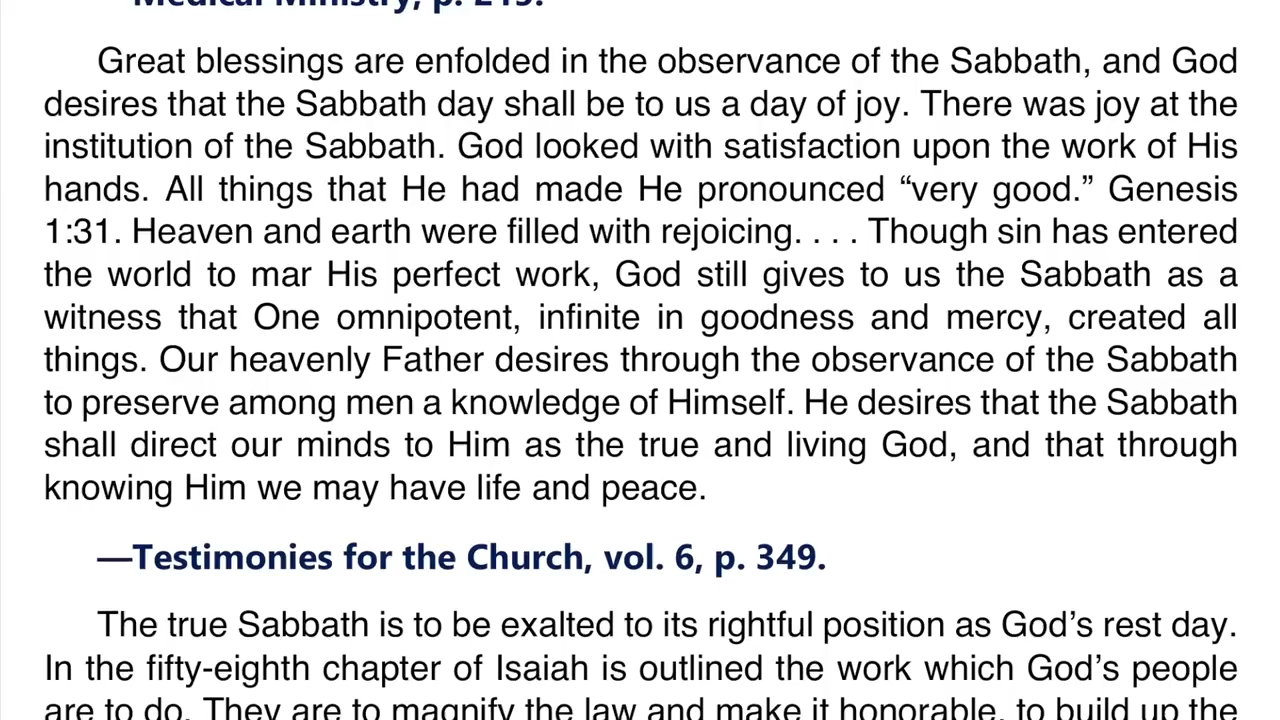 Medical Ministry, p. 215.
Great blessings are enfolded in the observance of the Sabbath, and God
desires that the Sabbath day shall be to us a day of joy. There was joy at the
institution of the Sabbath. God looked with satisfaction upon the work of His
hands. All things that He had made He pronounced “very good.” Genesis
1:31. Heaven and earth were filled with rejoicing. . . . Though sin has entered
the world to mar His perfect work, God still gives to us the Sabbath as a
witness that One omnipotent, infinite in goodness and mercy, created all
things. Our heavenly Father desires through the observance of the Sabbath
to preserve among men a knowledge of Himself. He desires that the Sabbath
shall direct our minds to Him as the true and living God, and that through
knowing Him we may have life and peace.
—Testimonies for the Church, vol. 6, p. 349.
The true Sabbath is to be exalted to its rightful position as God’s rest day.
In the fifty-eighth chapter of Isaiah is outlined the work which God’s people
are to do. They are to magnify the law and make it honorable, to build up the